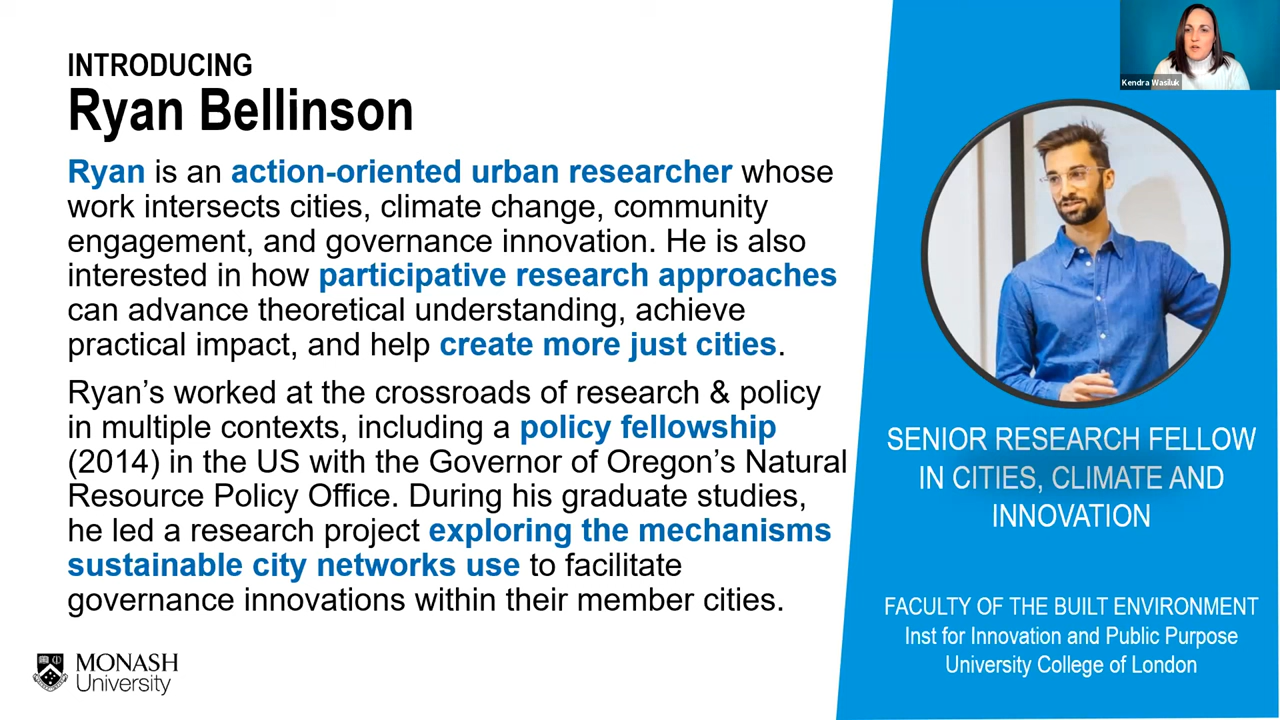 INTRODUCING
Ryan Bellinson
Ryan is an action-oriented urban researcher whose
work intersects cities, climate change, community
engagement, and governance innovation. He is also
interested in how participative research approaches
can advance theoretical understanding, achieve
practical impact, and help create more just cities.
Ryan’s worked at the crossroads of research & policy
in multiple contexts, including a policy fellowship
(2014) in the US with the Governor of Oregon’s Natural
Resource Policy Office. During his graduate studies,
he led a research project exploring the mechanisms
sustainable city networks use to facilitate
governance innovations within their member cities.
MONASH
University
Kendra Wasiluk
SENIOR RESEARCH FELLOW
IN CITIES, CLIMATE AND
INNOVATION
FACULTY OF THE BUILT ENVIRONMENT
Inst for Innovation and Public Purpose
University College of London